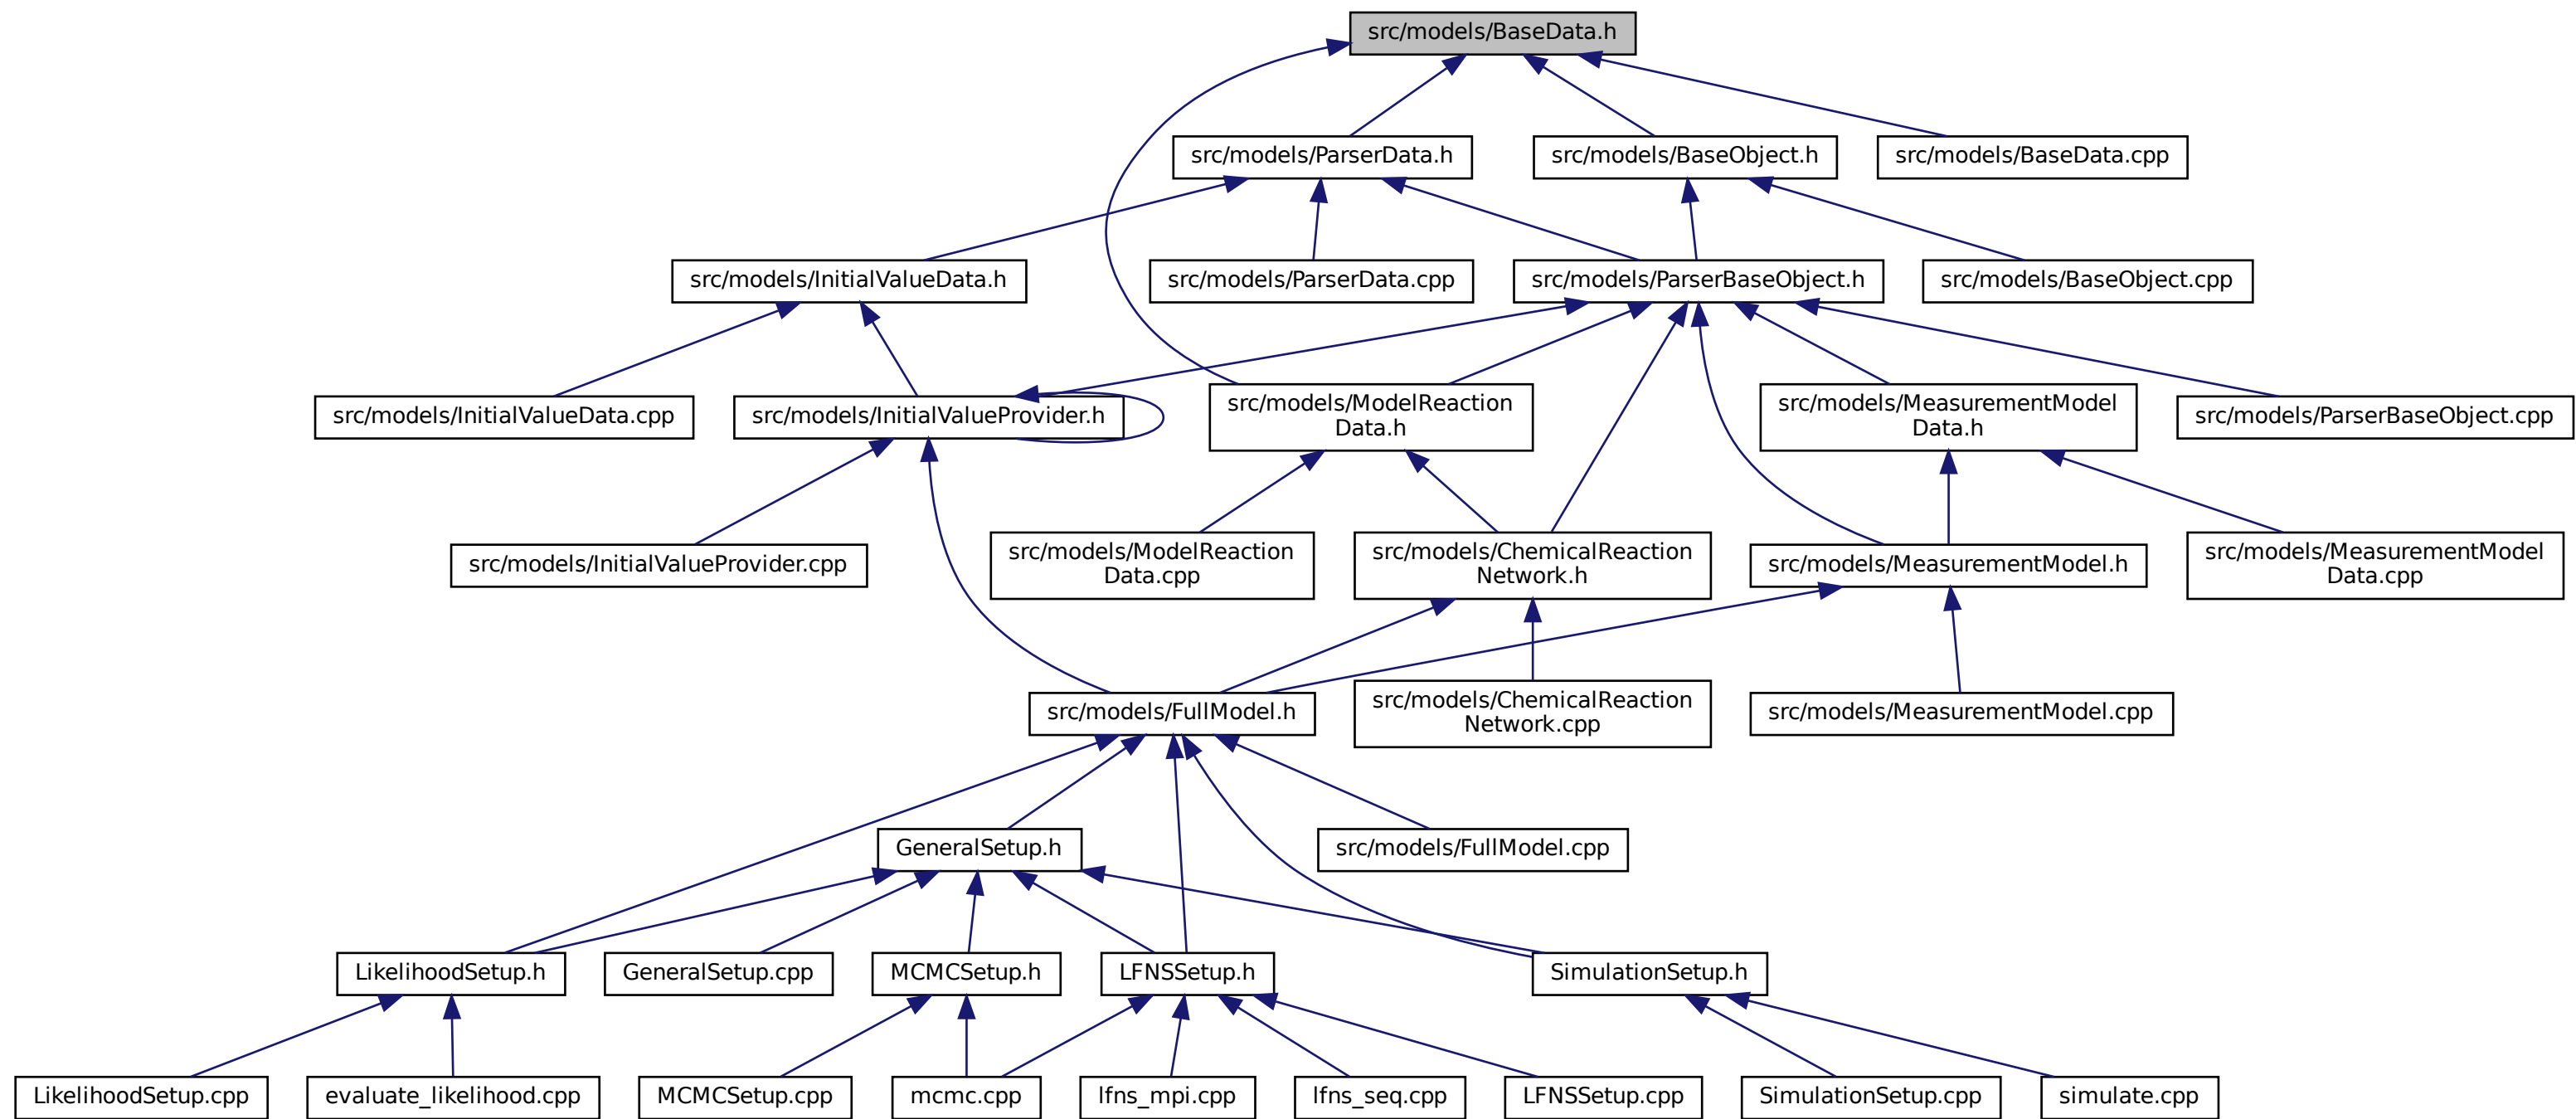 src/models/BaseData.h
src/models/ParserData.h
src/models/BaseObject.h
src/models/BaseData.cpp
src/models/InitialValueData.h
src/models/ParserData.cpp
src/models/ParserBaseObject.h
src/models/BaseObject.cpp
src/models/InitialValueData.cpp
src/models/InitialValueProvider.h
src/models/ModelReaction
Data.h
src/models/MeasurementModel
Data.h
src/models/ParserBaseObject.cpp
src/models/InitialValueProvider.cpp
src/models/ModelReaction
Data.cpp
src/models/ChemicalReaction
Network.h
src/models/MeasurementModel.h
src/models/MeasurementModel
Data.cpp
src/models/FullModel.h
src/models/ChemicalReaction
Network.cpp
src/models/MeasurementModel.cpp
GeneralSetup.h
src/models/FullModel.cpp
LikelihoodSetup.h
GeneralSetup.cpp
MCMCSetup.h
LFNSSetup.h
SimulationSetup.h
LikelihoodSetup.cpp
evaluate_likelihood.cpp
MCMCSetup.cpp
mcmc.cpp
lfns_mpi.cpp
lfns_seq.cpp
LFNSSetup.cpp
SimulationSetup.cpp
simulate.cpp